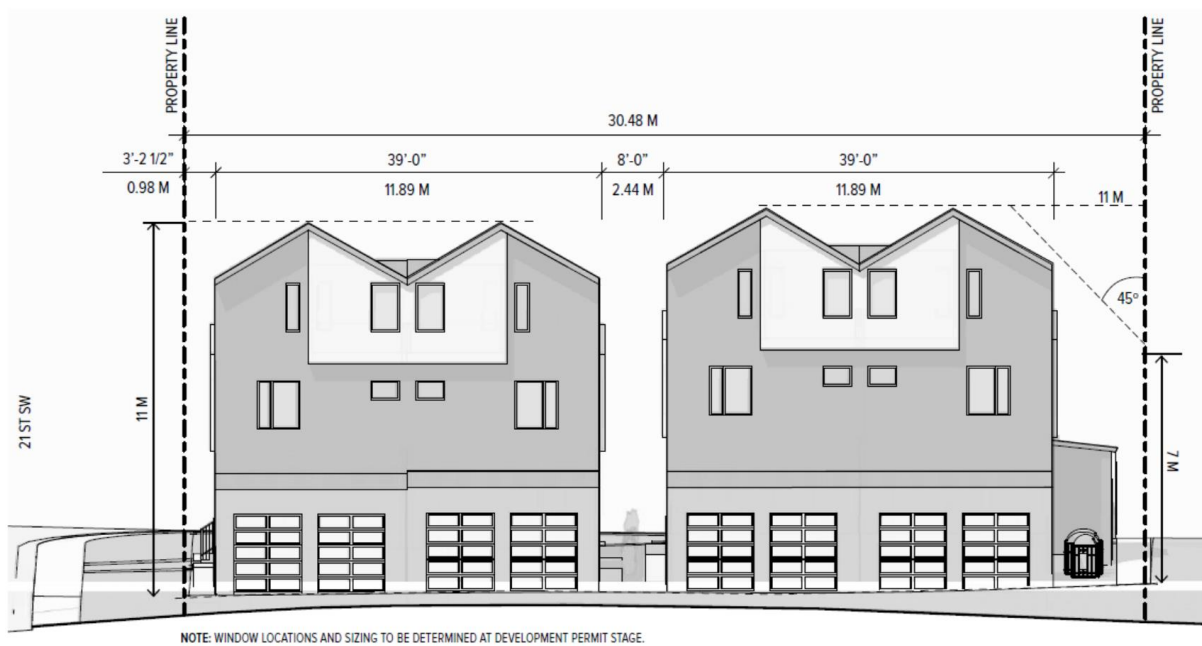 PROPERTY LINE
PROPERTY LINE
30.48 M
3'-2 1/2"
39'-0"
8'-0"
39'-0"
0.98 M
11.89 M
2.44 M
11.89 M
11 M
45°
11 M
21 ST SW
7 M
NOTE: WINDOW LOCATIONS AND SIZING TO BE DETERMINED AT DEVELOPMENT PERMIT STAGE.